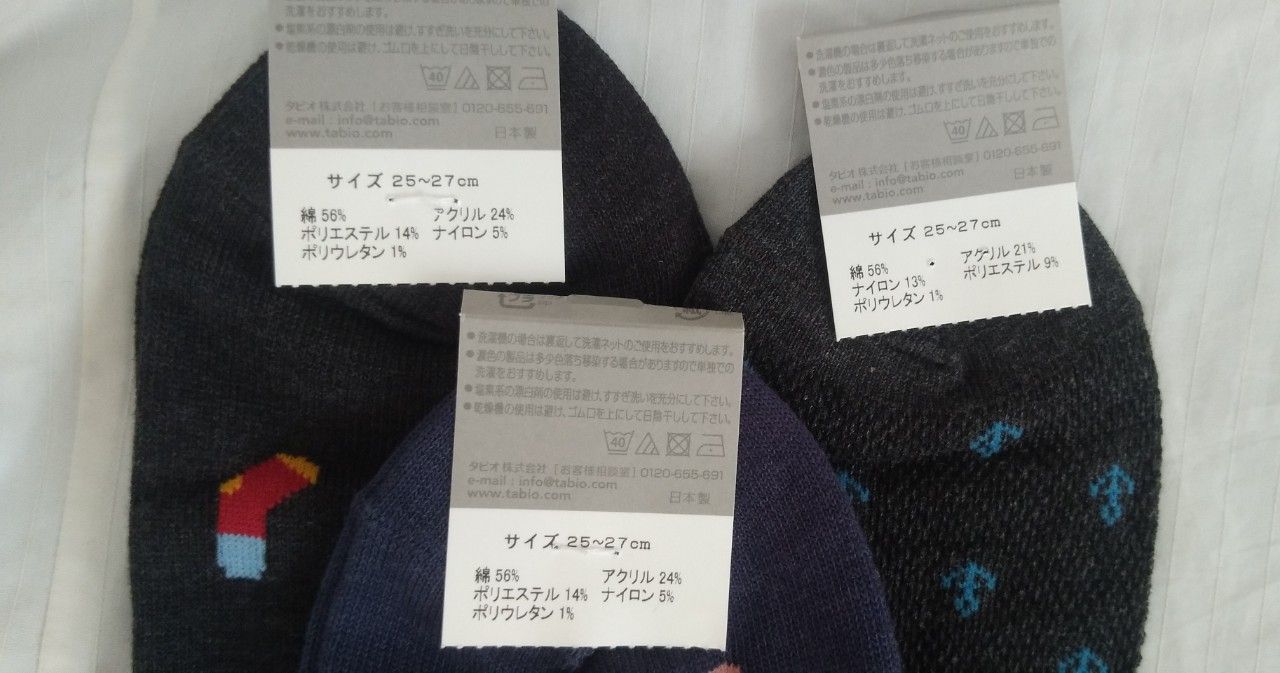 洗濯をおすすめします。
●塩素系の漂白剤の使用は避け、すすぎ洗いを充分にして下さい。
●乾燥機の使用は避け、ゴム口を上にして日陰干しして下さい。
40
タビオ株式会社 [お客様相談室] 0120-655-691
e-mail : info@tabio.com
www.tabio.com 日本製
サイズ 25~27cm
綿 56% アクリル 24%
ポリエステル 14% ナイロン 5%
ポリウレタン 1%
●洗濯機の場合は裏返して洗濯ネットのご使用をおすすめします。
●濃色の製品は多少色落ち移染する場合がありますので単独での
洗濯をおすすめします。
●塩素系の漂白剤の使用は避け、すすぎ洗いを充分にして下さい。
●乾燥機の使用は避け、ゴム口を上にして日陰干しして下さい。
40
タビオ株式会社 [お客様相談室] 0120-655-691
e-mail : info@tabio.com
www.tabio.com 日本製
サイズ 25~27cm
綿 56% アクリル 21%
ナイロン 13% ポリエステル 9%
ポリウレタン 1%
プラ
●洗濯機の場合は裏返して洗濯ネットのご使用をおすすめします。
●濃色の製品は多少色落ち移染する場合がありますので単独での
洗濯をおすすめします。
●塩素系の漂白剤の使用は避け、すすぎ洗いを充分にして下さい。
●乾燥機の使用は避け、ゴム口を上にして日陰干しして下さい。
40
タビオ株式会社 [お客様相談室] 0120-655-691
e-mail : info@tabio.com
www.tabio.com 日本製
サイズ 25~27cm
綿 56% アクリル 24%
ポリエステル 14% ナイロン 5%
ポリウレタン 1%